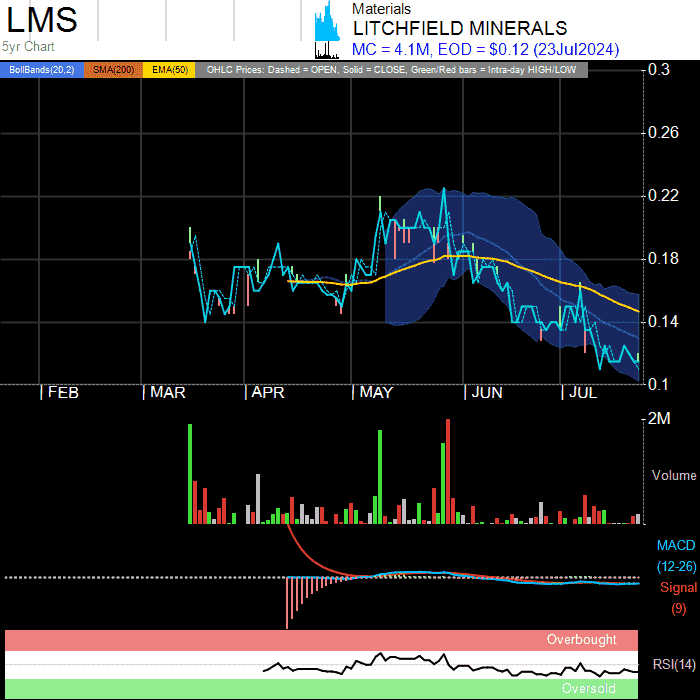 LMS
5yr Chart
Materials
LITCHFIELD MINERALS
MC = 4.1M, EOD = $0.12 (23Jul2024)
BollBands(20,2) SMA(200) EMA(50) OHLC Prices: Dashed = OPEN, Solid = CLOSE, Green/Red bars = Intra-day HIGH/LOW
0.3
0.26
0.22
0.18
0.14
0.1
FEB MAR APR MAY JUN JUL
2M
Volume
MACD
(12-26)
Signal
(9)
Overbought
RSI(14)
Oversold